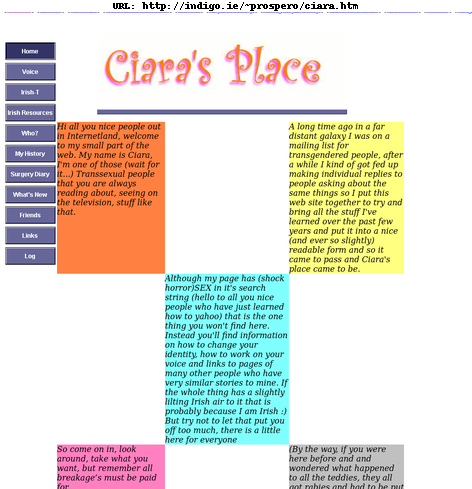 URL: http://indigo.ie/~prospero/ciara.htm
Ciara's Place
Home
Voice
Irish-T
Irish Resources
Who?
My History
Surgery Diary
What's New
Friends
Links
Log
Hi all you nice people out
in Internetland, welcome
to my small part of the
web. My name is Ciara,
I'm one of those (wait for
it...) Transsexual people
that you are always
reading about, seeing on
the television, stuff like
that.
A long time ago in a far
distant galaxy I was on a
mailing list for
transgendered people, after
a while I kind of got fed up
making individual replies to
people asking about the
same things so I put this
web site together to try and
bring all the stuff I've
learned over the past few
years and put it into a nice
(and ever so slightly)
readable form and so it
came to pass and Ciara's
place came to be.
Although my page has (shock
horror)SEX in it's search
string (hello to all you nice
people who have just learned
how to yahoo) that is the one
thing you won't find here.
Instead you'll find information
on how to change your
identity, how to work on your
voice and links to pages of
many other people who have
very similar stories to mine. If
the whole thing has a slightly
lilting Irish air to it that is
probably because I am Irish :)
But try not to let that put you
off too much, there is a little
here for everyone
So come on in, look
around, take what you
want, but remember all
breakage's must be paid
for
(By the way, if you were
here before and and
wondered what happened
to all the teddies, they all
got rabies and had to be put